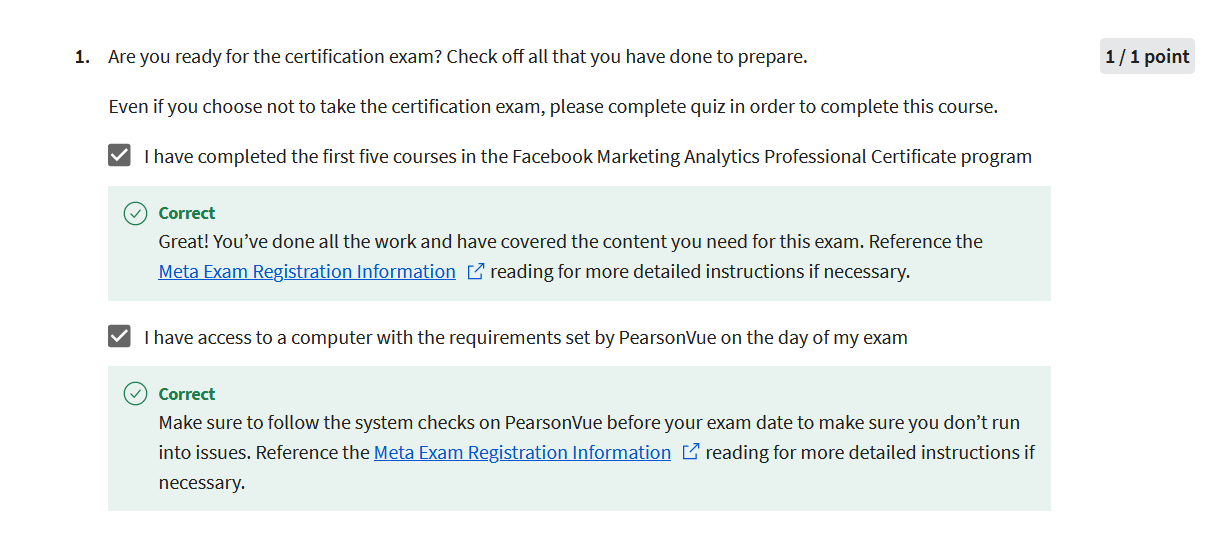 1. Are you ready for the certification exam? Check off all that you have done to prepare.
1 / 1 point
Even if you choose not to take the certification exam, please complete quiz in order to complete this course.
I have completed the first five courses in the Facebook Marketing Analytics Professional Certificate program
Correct
Great! You’ve done all the work and have covered the content you need for this exam. Reference the
Meta Exam Registration Information reading for more detailed instructions if necessary.
I have access to a computer with the requirements set by PearsonVue on the day of my exam
Correct
Make sure to follow the system checks on PearsonVue before your exam date to make sure you don’t run
into issues. Reference the Meta Exam Registration Information reading for more detailed instructions if
necessary.